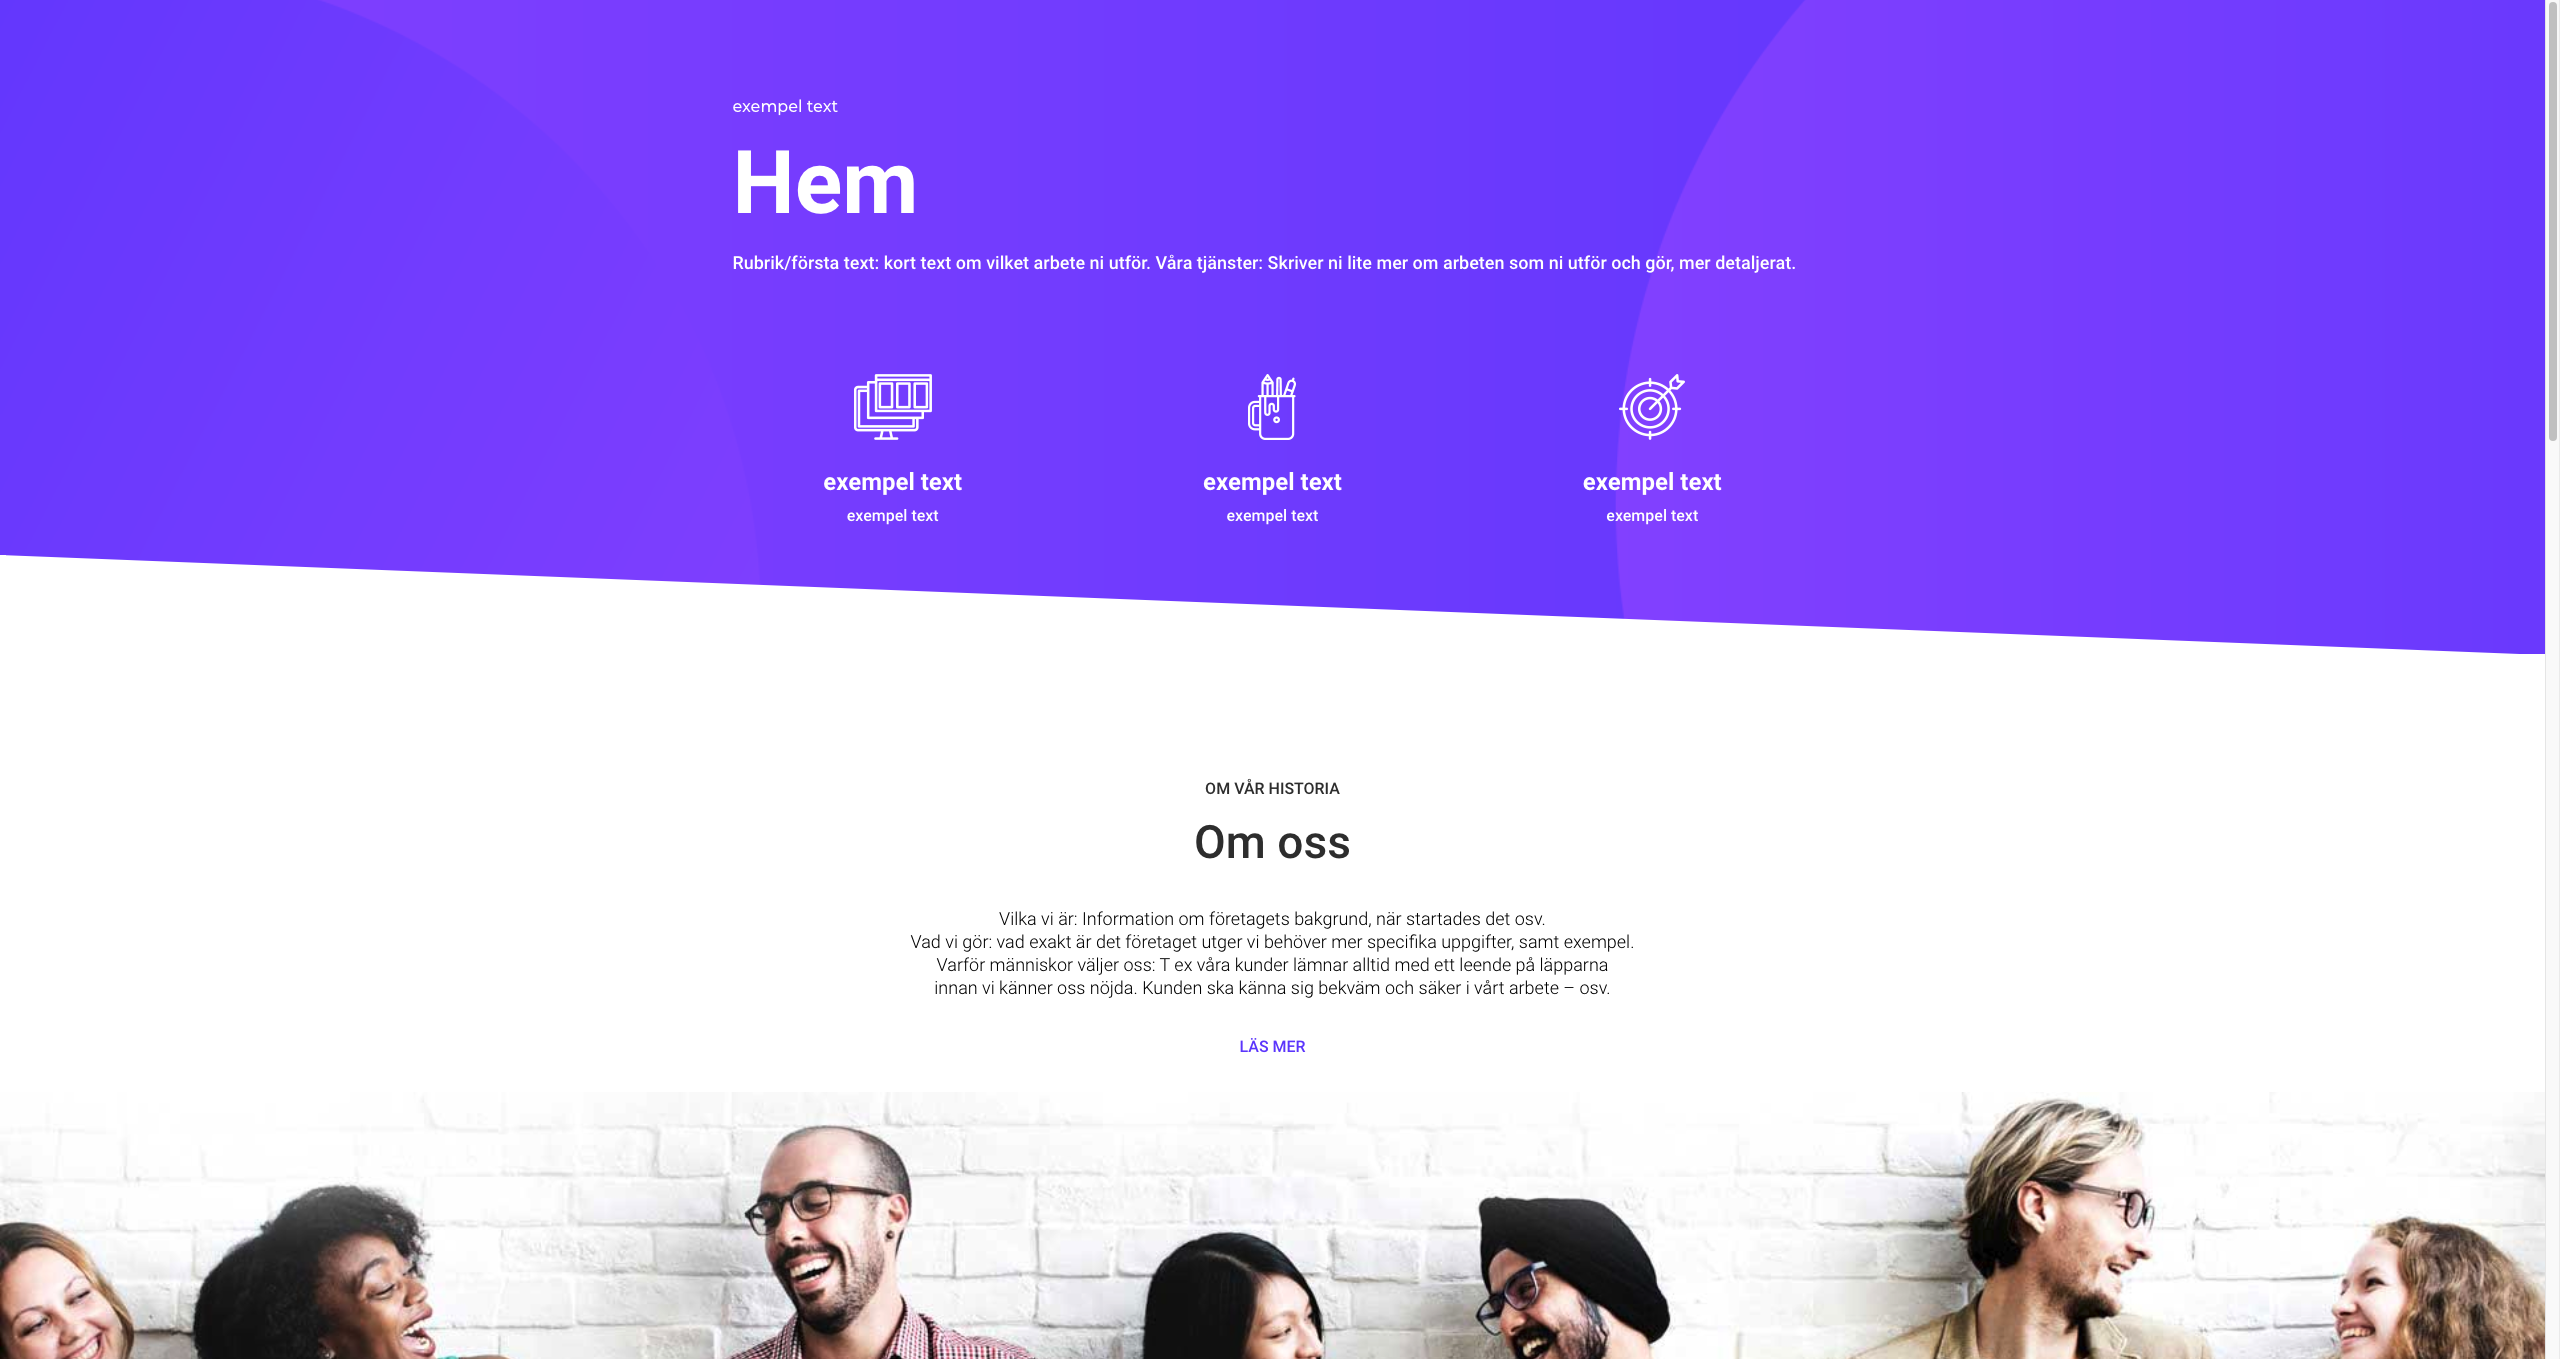 exempel text
Hem
Rubrik/första text: kort text om vilket arbete ni utför. Våra tjänster: Skriver ni lite mer om arbeten som ni utför och gör, mer detaljerat.
exempel text
exempel text
exempel text
exempel text
exempel text
exempel text
OM VÅR HISTORIA
Om oss
Vilka vi är: Information om företagets bakgrund, när startades det osv.
Vad vi gör: vad exakt är det företaget utger vi behöver mer specifika uppgifter, samt exempel.
Varför människor väljer oss: T ex våra kunder lämnar alltid med ett leende på läpparna
innan vi känner oss nöjda. Kunden ska känna sig bekväm och säker i vårt arbete – osv.
LÄS MER